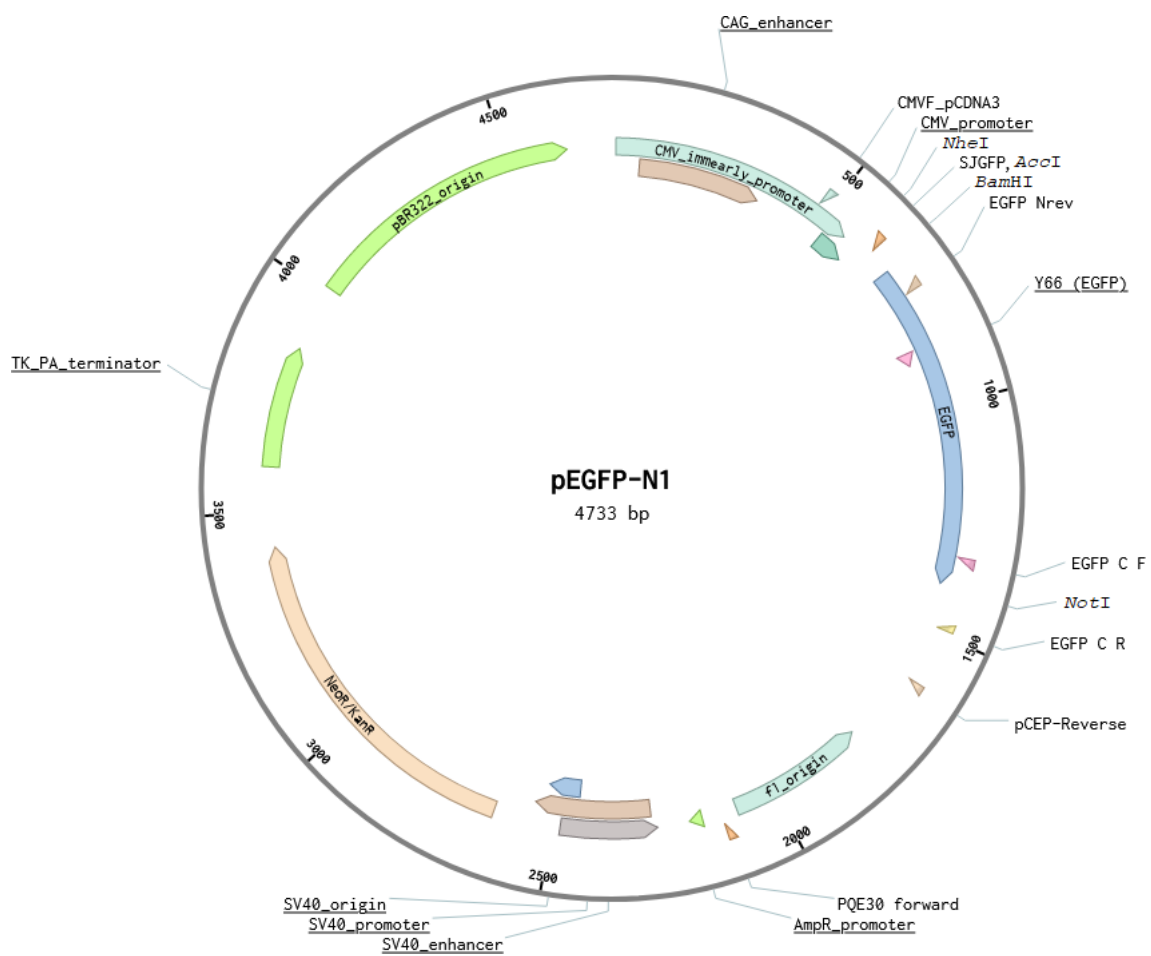 CAG_enhancer
CMVF_pCDNA3
CMV_promoter
NheI
SJGFP, AccI
BamHI
EGFP Nrev
Y66 (EGFP)
4500
500
CMV_immearly_promoter
pBR322_origin
4000
TK_PA_terminator
1000
EGFP
pEGFP-N1
4733 bp
3500
EGFP C F
NotI
EGFP C R
1500
pCEP-Reverse
NeoR/KanR
3000
f1_origin
2000
2500
SV40_origin
SV40_promoter
SV40_enhancer
PQE30 forward
AmpR_promoter